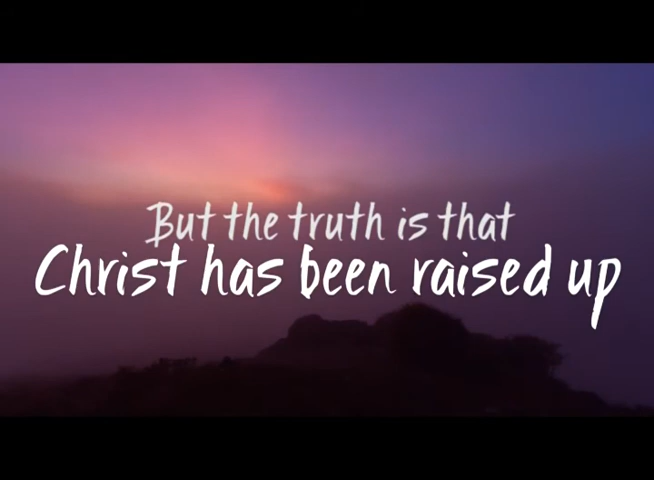 But the truth is that
Christ has been raised up